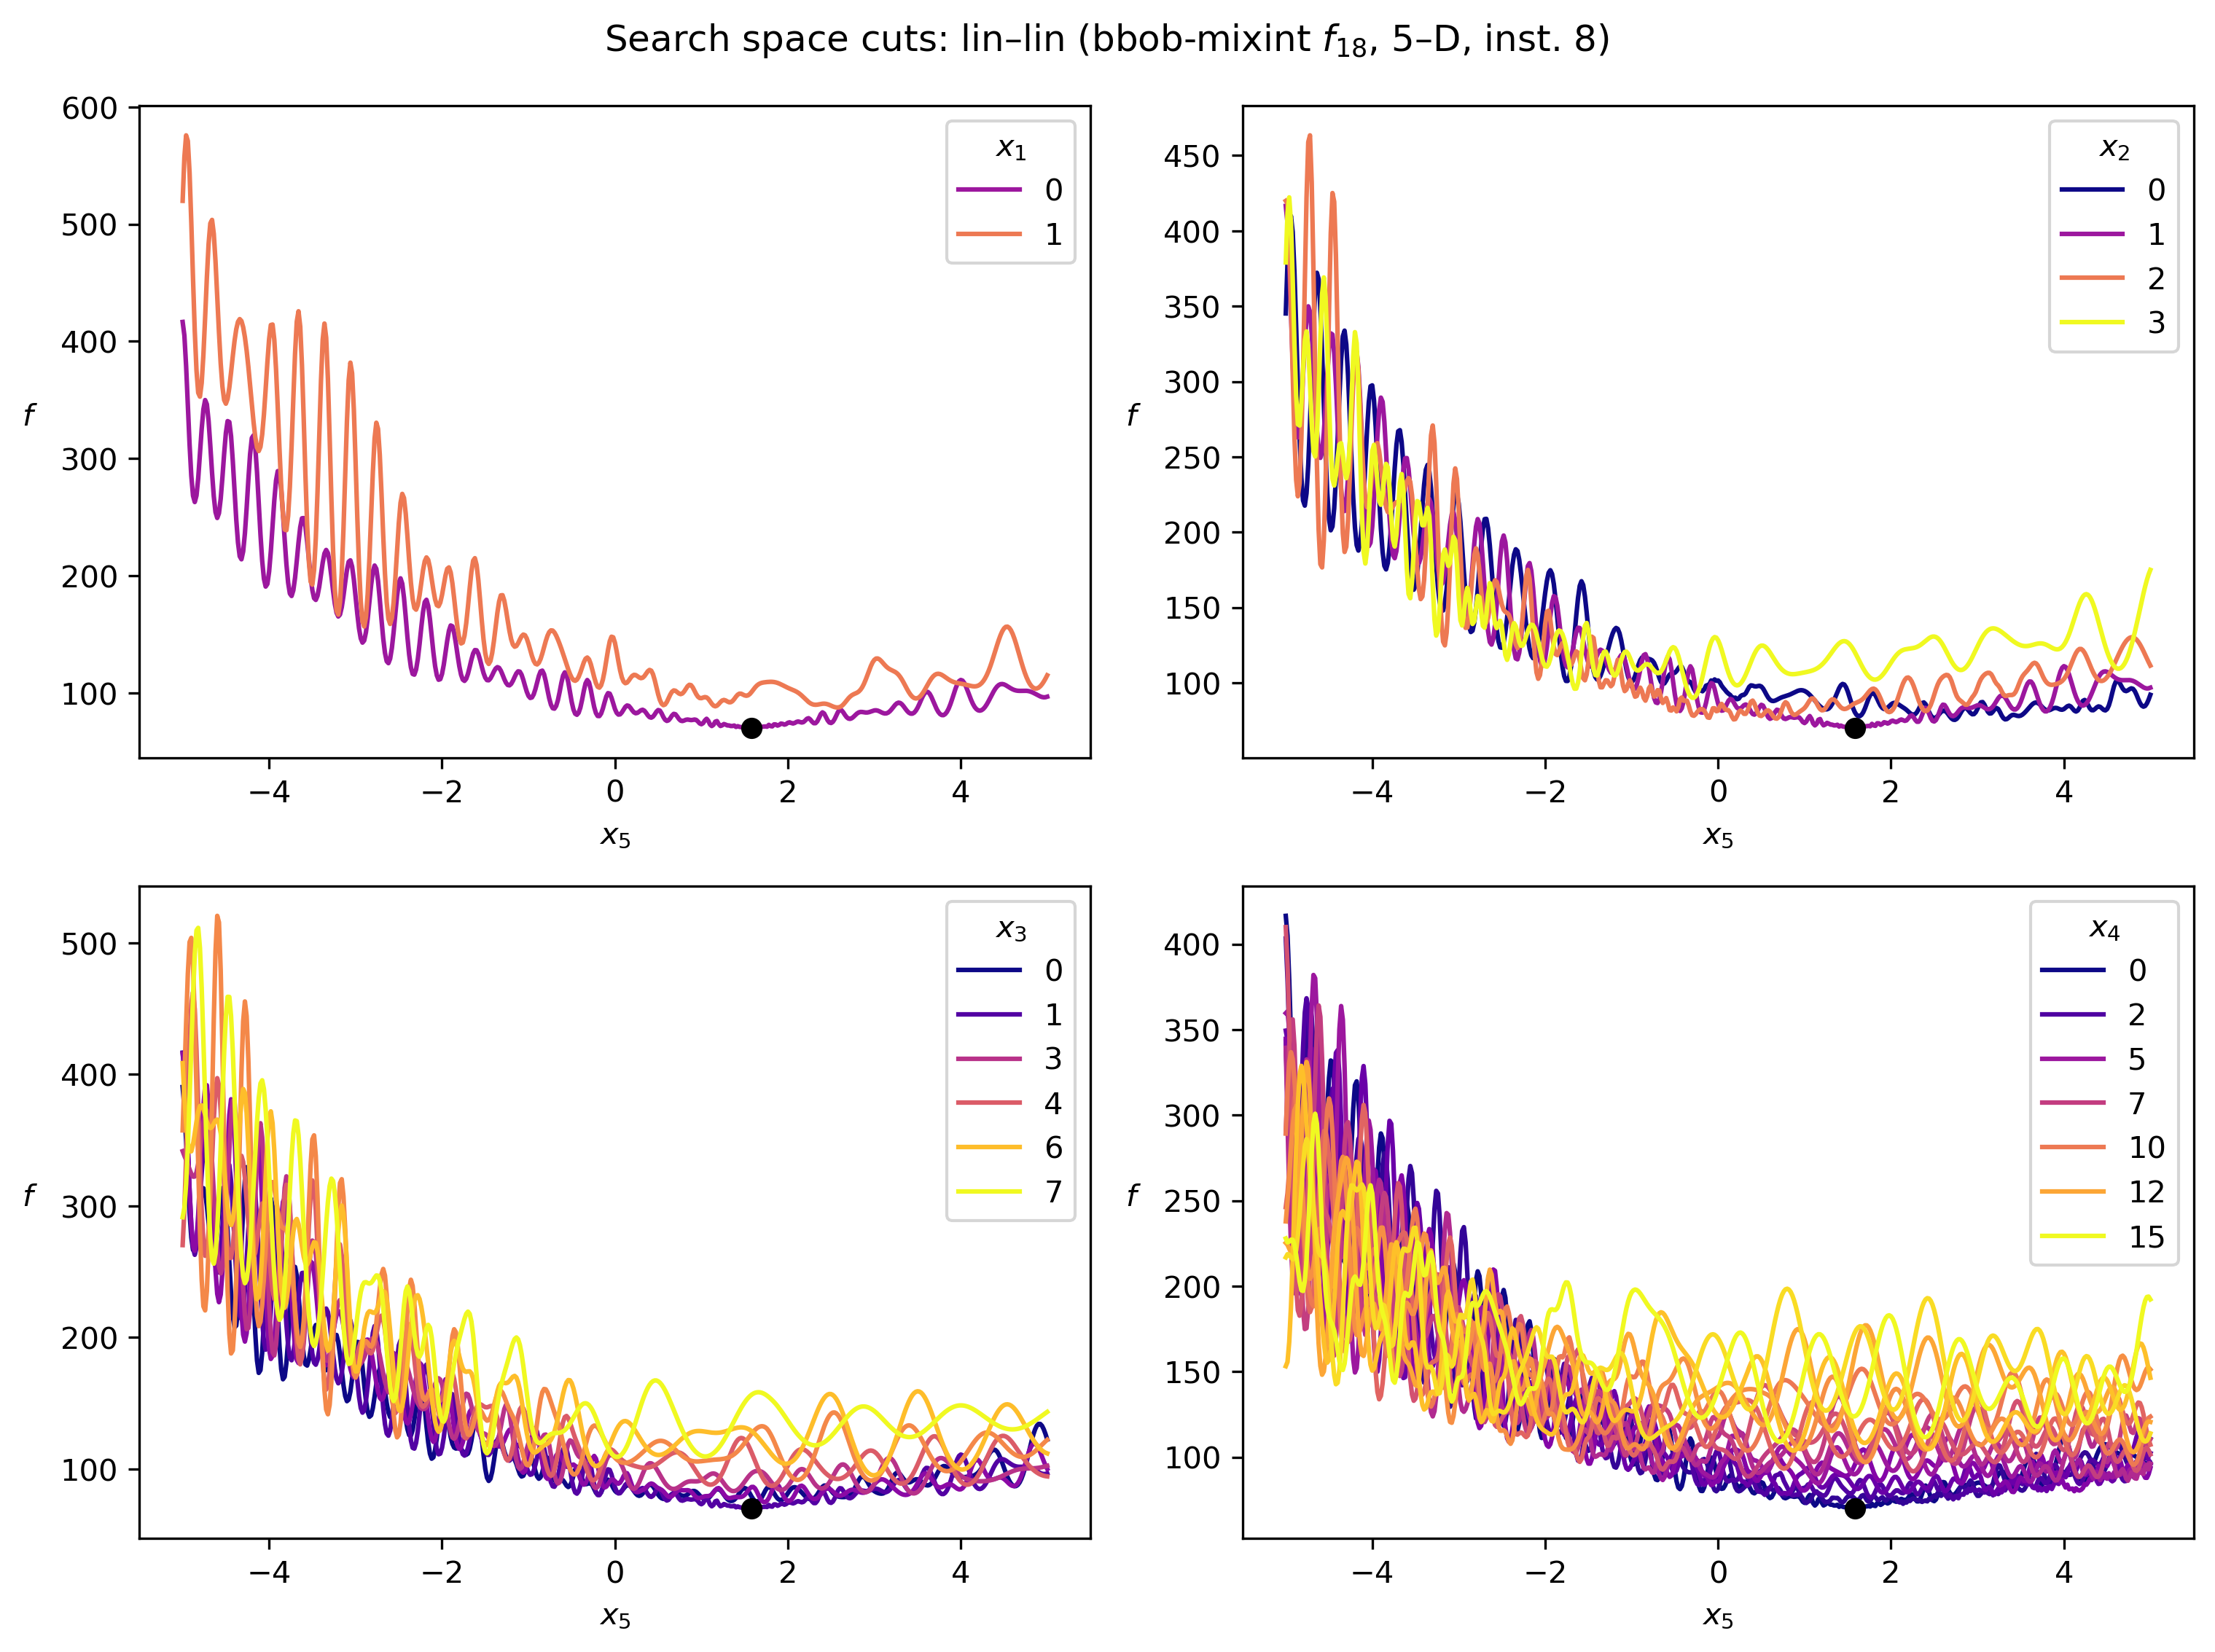 Search space cuts: lin–lin (bbob-mixint f₁₈, 5–D, inst. 8)
600
500
400
300
200
100
f
−4 −2 0 2 4
x₅
x₁
0
1
450
400
350
300
250
200
150
100
f
−4 −2 0 2 4
x₅
x₂
0
1
2
3
500
400
300
200
100
f
−4 −2 0 2 4
x₅
x₃
0
1
3
4
6
7
400
350
300
250
200
150
100
f
−4 −2 0 2 4
x₅
x₄
0
2
5
7
10
12
15